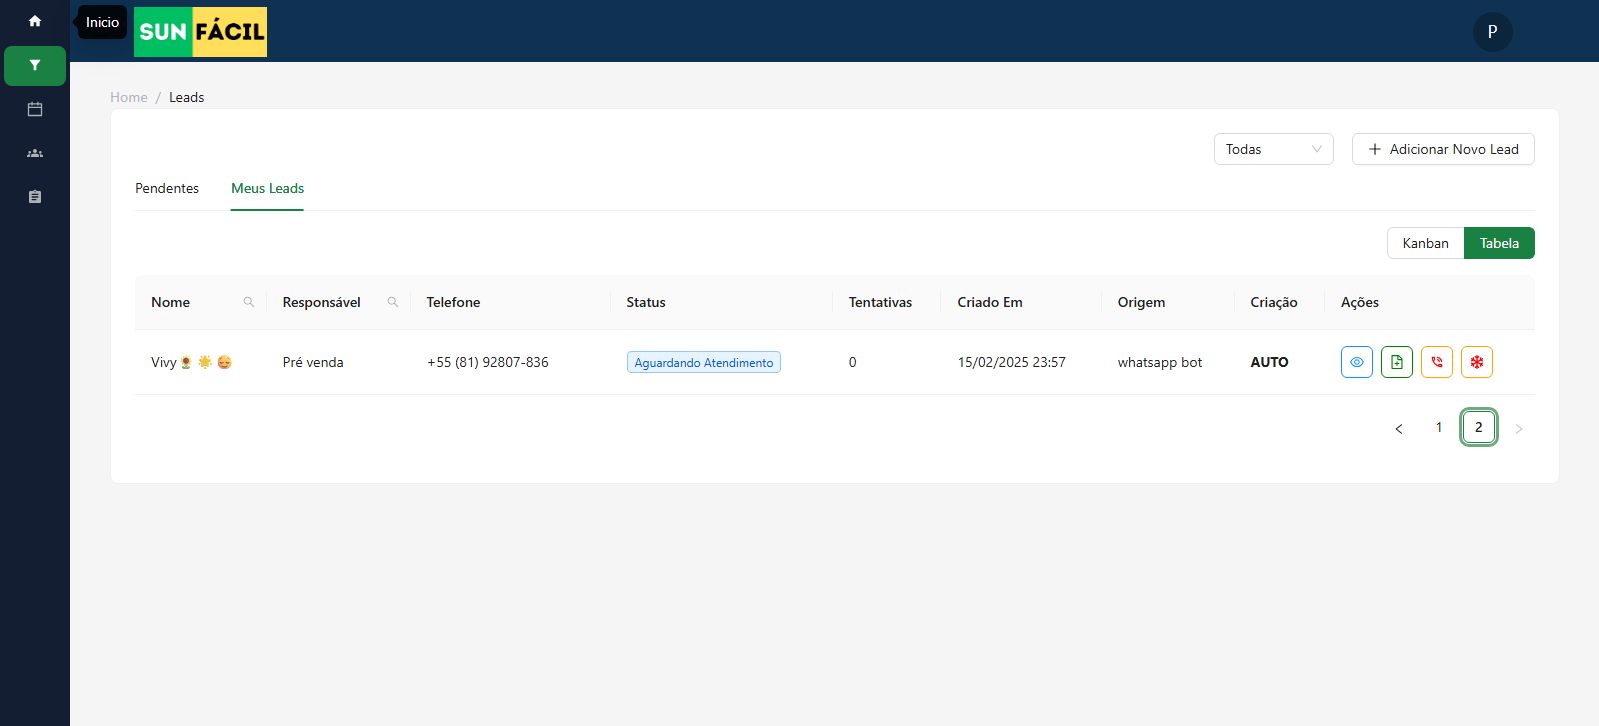 Inicio
SUN FÁCIL
P
Home / Leads
Todas
+ Adicionar Novo Lead
Pendentes Meus Leads
Kanban Tabela
Nome Responsável Telefone Status Tentativas Criado Em Origem Criação Ações
Vivy🌻🌟😌 Pré venda +55 (81) 92807-836 Aguardando Atendimento 0 15/02/2025 23:57 whatsapp bot AUTO
< 1 2 >